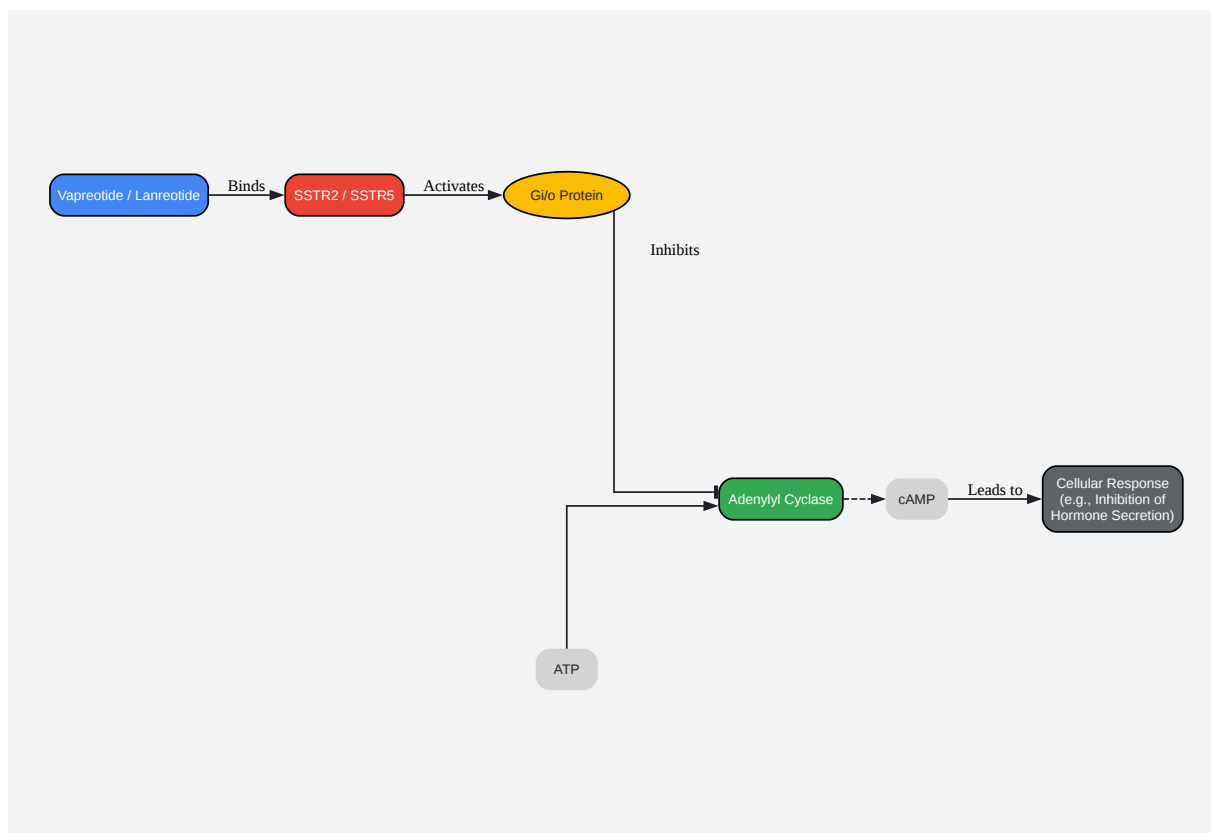 Vapreotide / Lanreotide
Binds
SSTR2 / SSTR5
Activates
Gi/o Protein
Inhibits
Adenylyl Cyclase
cAMP
Leads to
Cellular Response
(e.g., Inhibition of
Hormone Secretion)
ATP